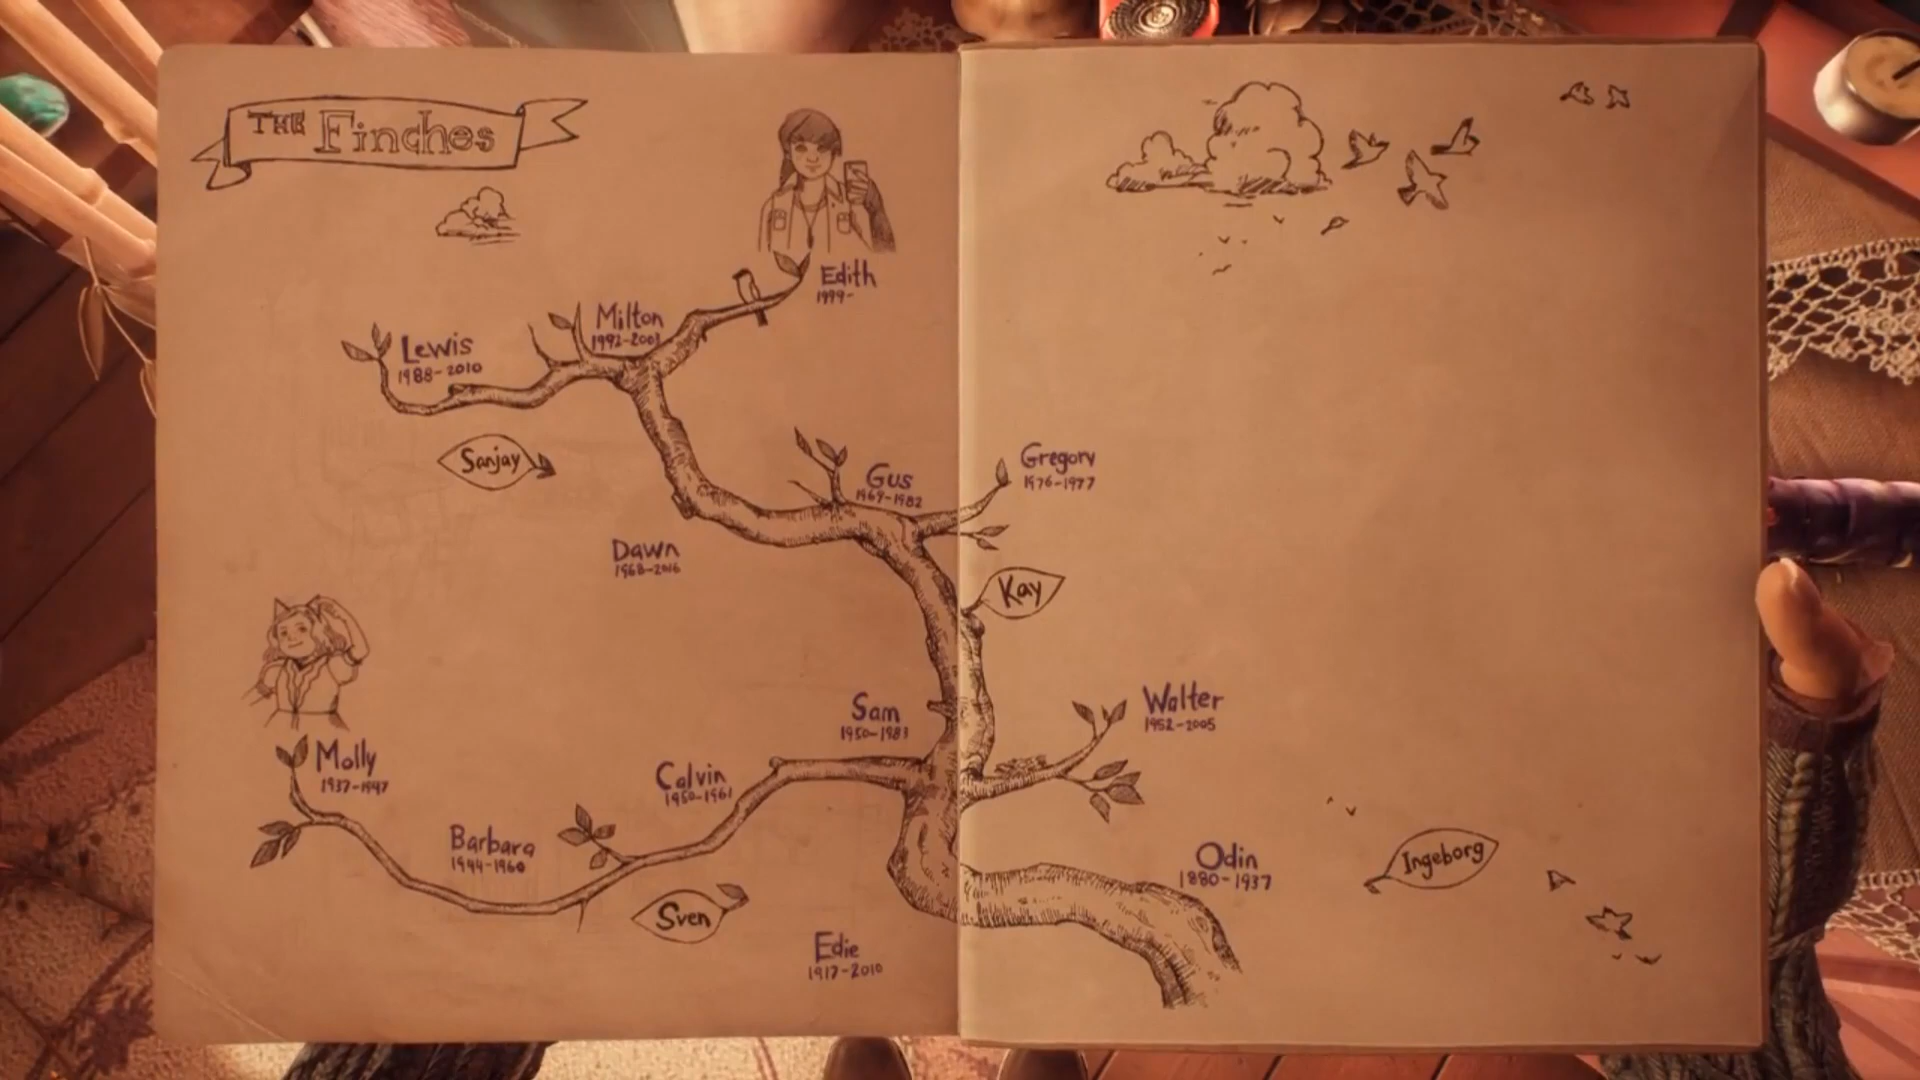 THE Finches
Edith
1999-
Milton
1992-2003
Lewis
1988-2010
Sanjay
Gus
1969-1982
Gregory
1976-1977
Dawn
1968-2016
Kay
Sam
1950-1983
Walter
1952-2005
Molly
1937-1947
Calvin
1950-1961
Barbara
1944-1960
Odin
1880-1937
Ingeborg
Sven
Edie
1917-2010